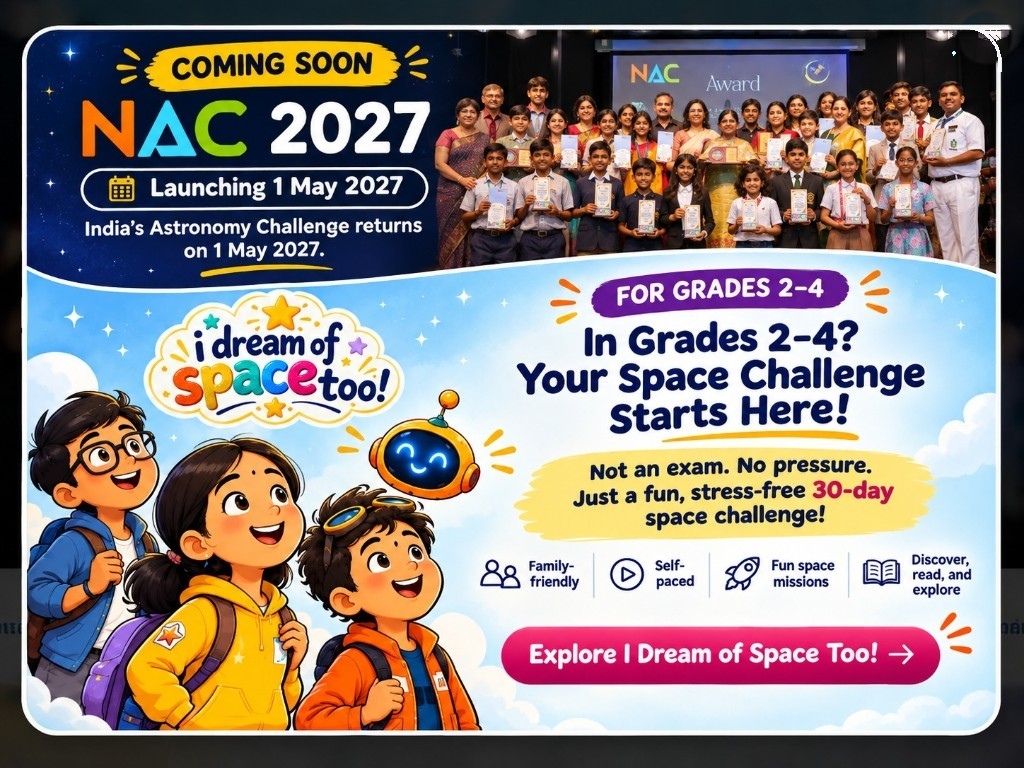 COMING SOON
NAC 2027
Launching 1 May 2027
India's Astronomy Challenge returns
on 1 May 2027.
NAC
Award
i dream of
space too!
FOR GRADES 2–4
In Grades 2–4?
Your Space Challenge
Starts Here!
Not an exam. No pressure.
Just a fun, stress-free 30-day
space challenge!
Family-
friendly
Self-
paced
Fun space
missions
Discover,
read, and
explore
Explore I Dream of Space Too! →